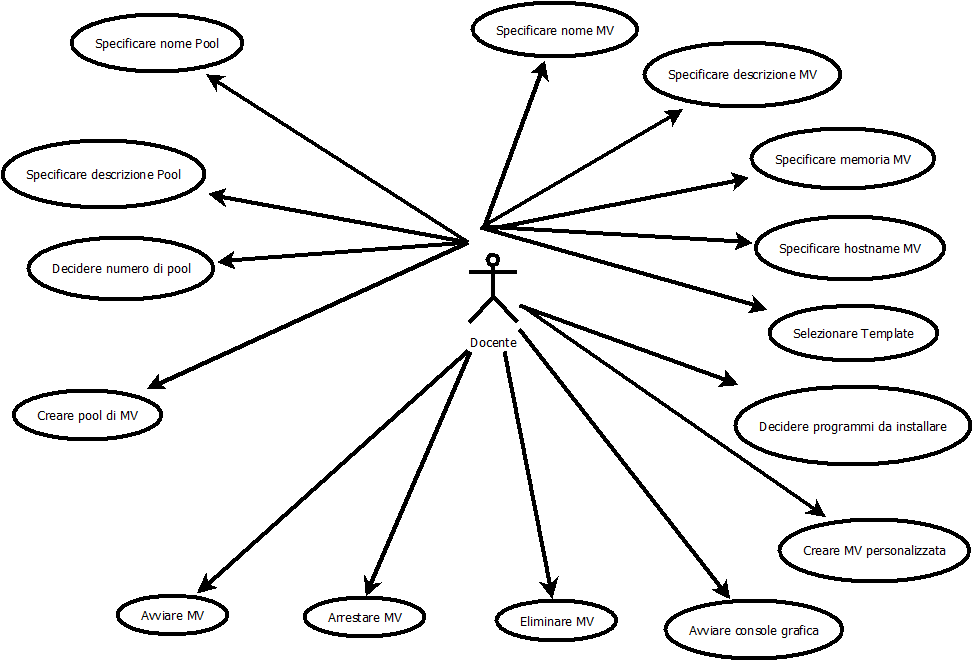 Specificare nome Pool
Specificare nome MV
Specificare descrizione MV
Specificare descrizione Pool
Specificare memoria MV
Decidere numero di pool
Specificare hostname MV
Selezionare Template
Docente
Creare pool di MV
Decidere programmi da installare
Creare MV personalizzata
Avviare MV
Arrestare MV
Eliminare MV
Avviare console grafica